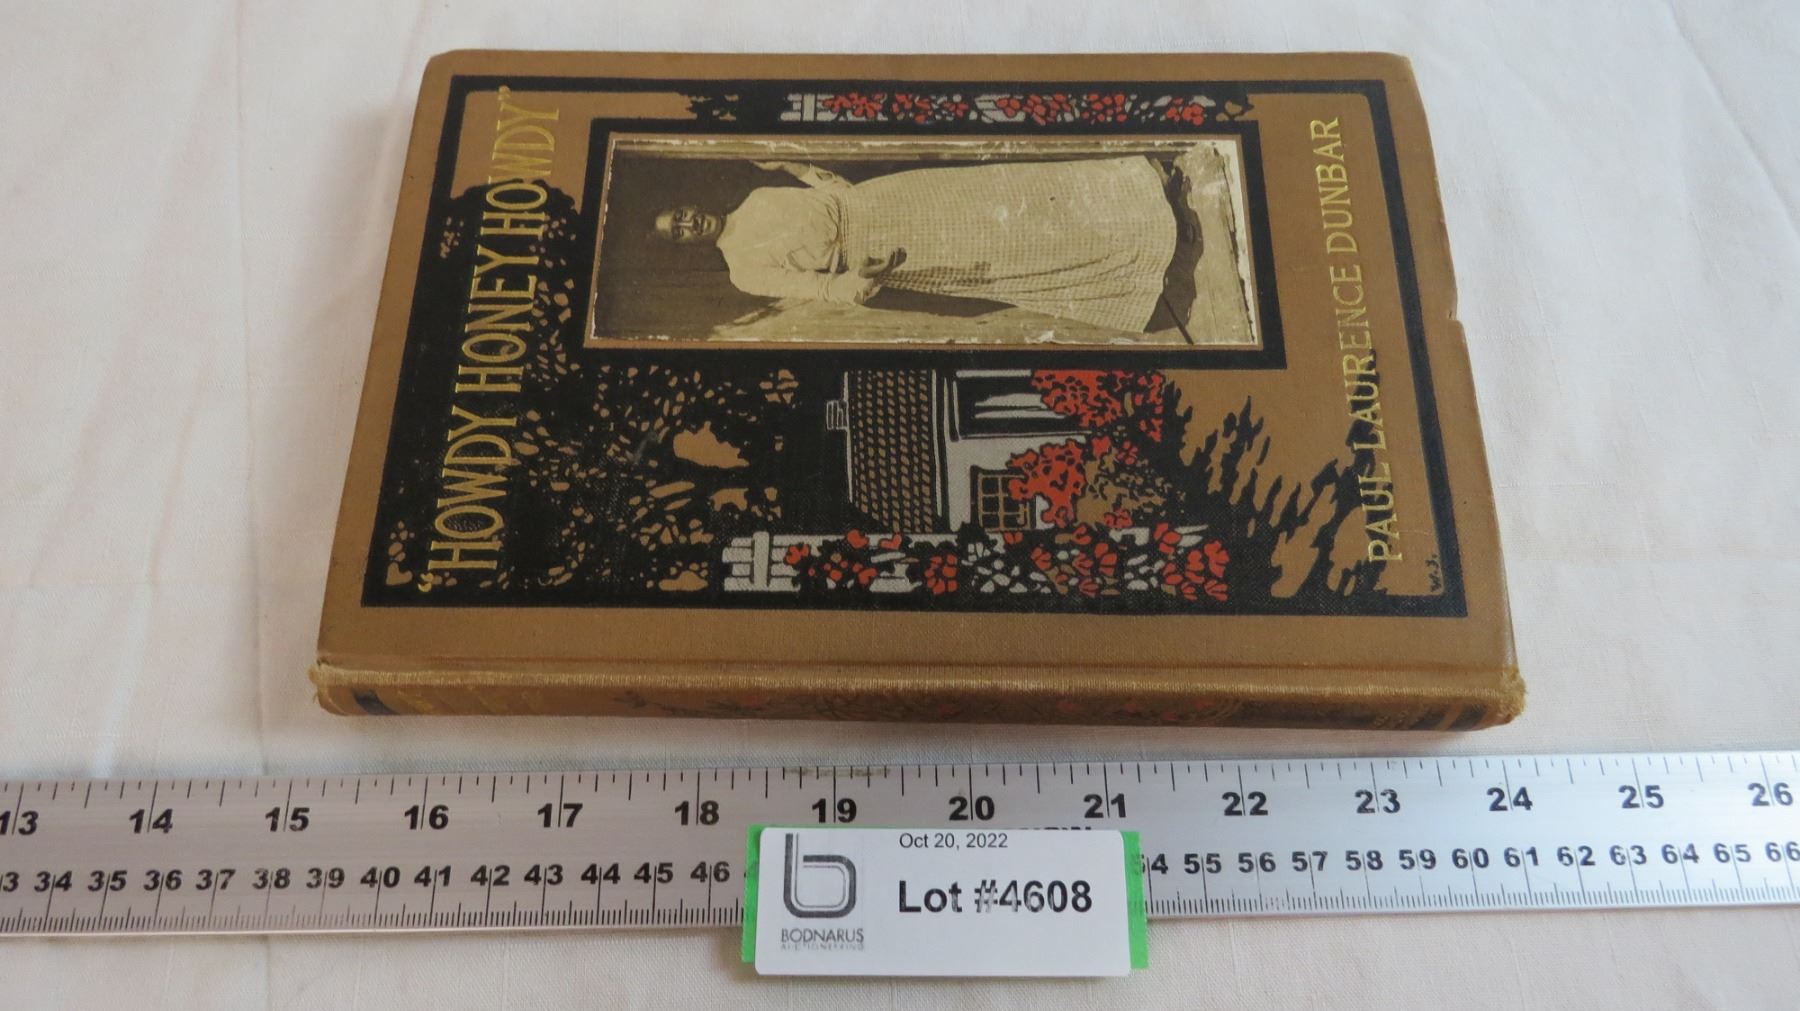 "HOWDY HONEY HOWDY"
PAUL LAURENCE DUNBAR
W.J.
13 14 15 16 17 18 19 20 21 22 23 24 25 26
34 35 36 37 38 39 40 41 42 43 44 45 46 54 55 56 57 58 59 60 61 62 63 64 65 66
Oct 20, 2022
Lot #4608
b
BODNARUS
AUCTIONEERING